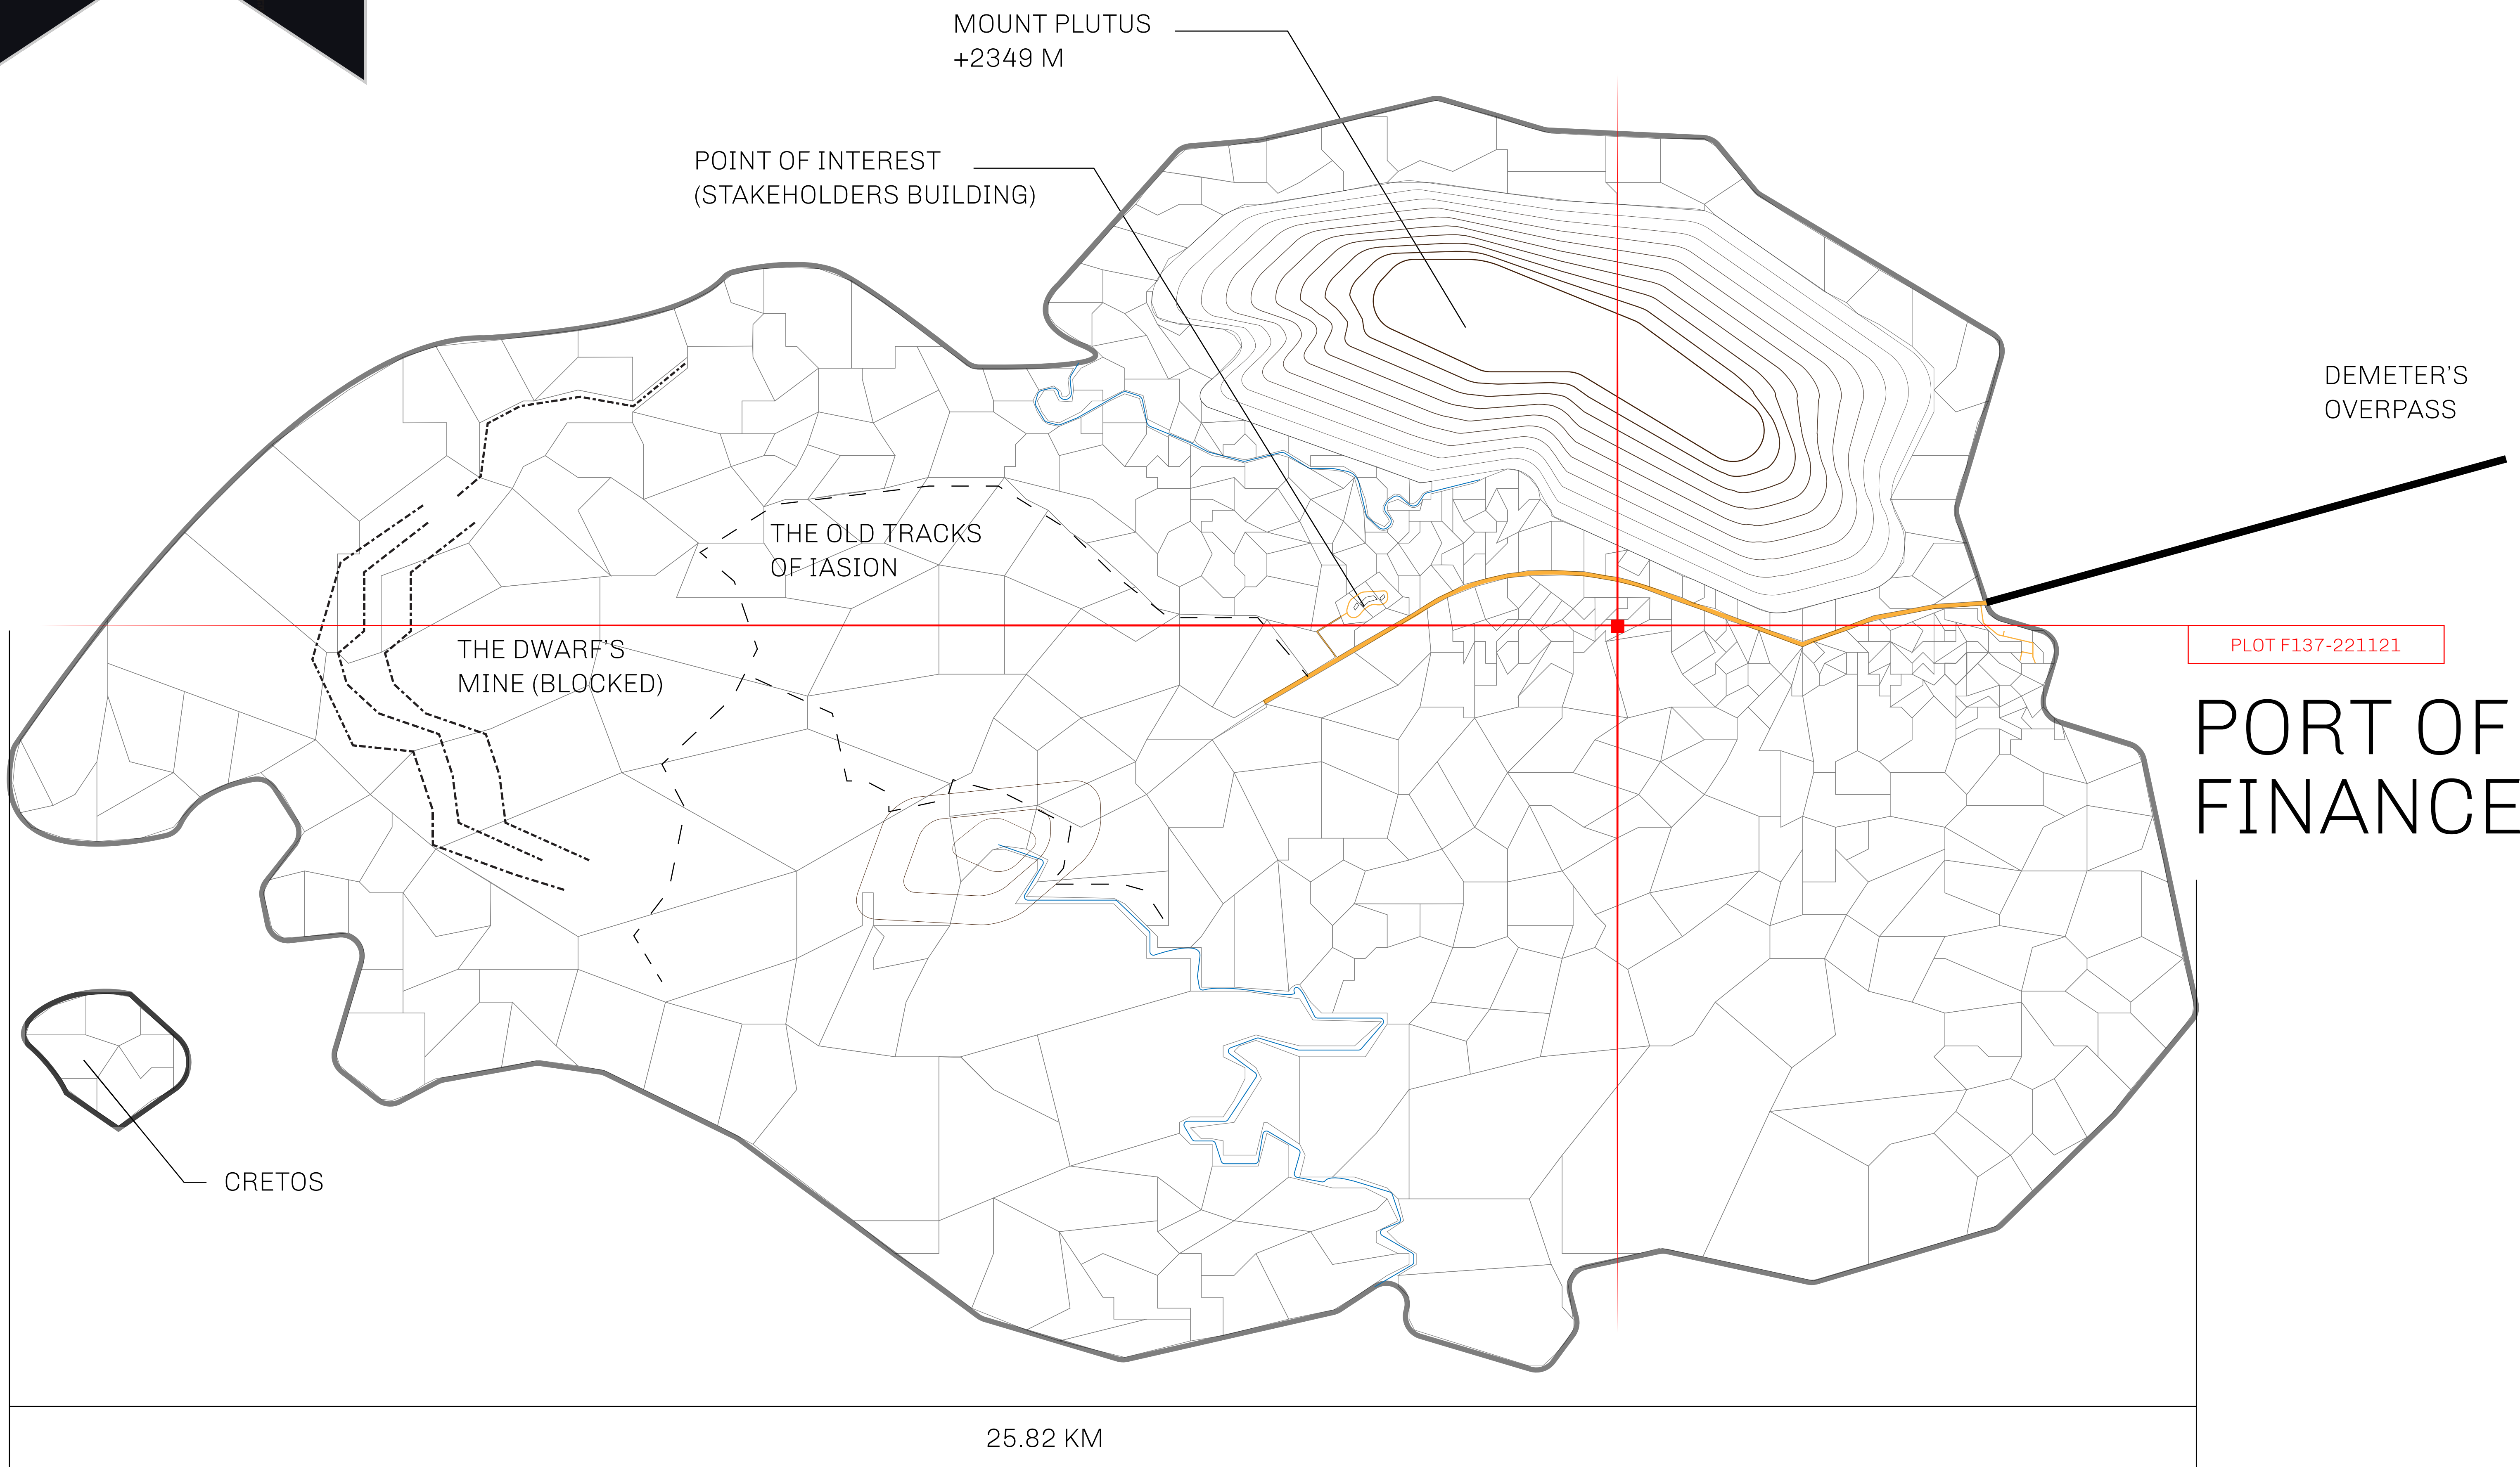 MOUNT PLUTUS
+2349 M
POINT OF INTEREST
(STAKEHOLDERS BUILDING)
DEMETER'S
OVERPASS
THE OLD TRACKS
OF IASION
THE DWARF'S
MINE (BLOCKED)
PLOT F137-221121
PORT OF
FINANCE
CRETOS
25.82 KM